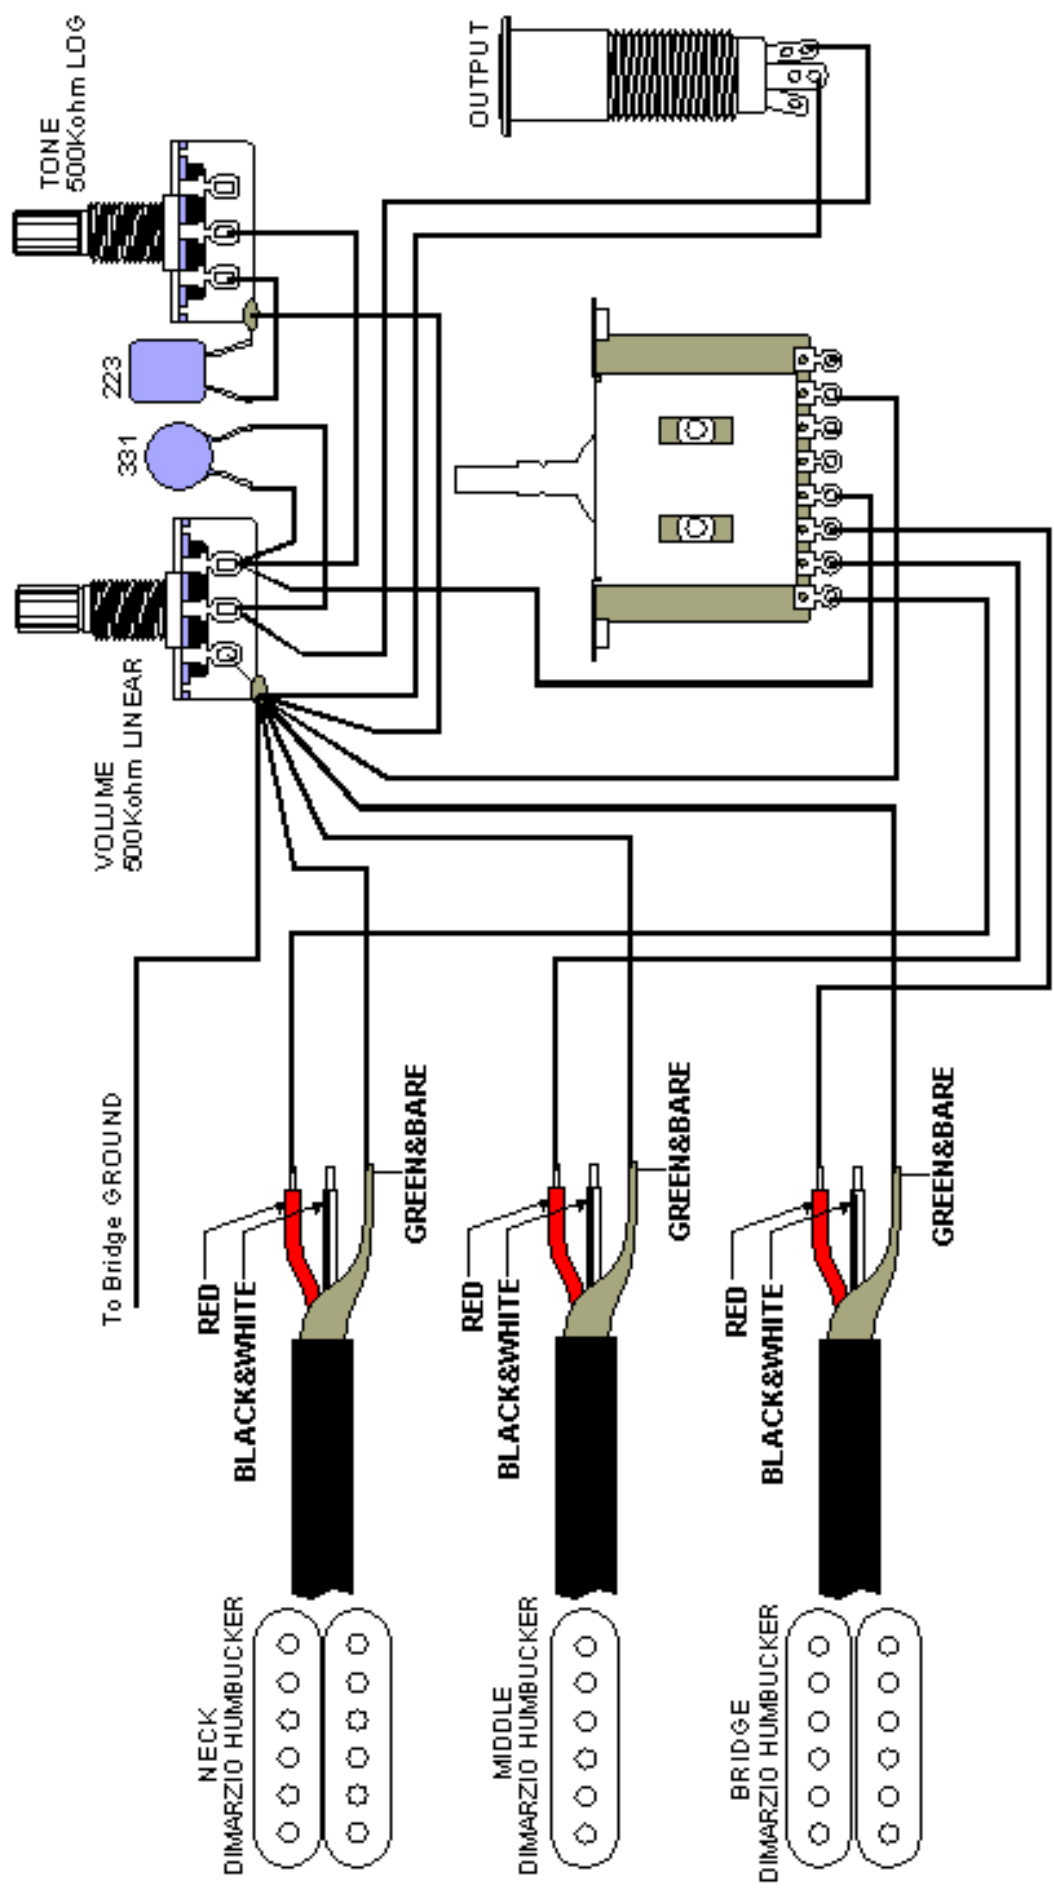 TONE
500Kohm LOG
OUTPUT
223
331
VOLUME
500Kohm LINEAR
To Bridge GROUND
RED
BLACK&WHITE
GREEN&BARE
RED
BLACK&WHITE
GREEN&BARE
RED
BLACK&WHITE
GREEN&BARE
NECK
DIMARZIO HUMBUCKER
MIDDLE
DIMARZIO HUMBUCKER
BRIDGE
DIMARZIO HUMBUCKER